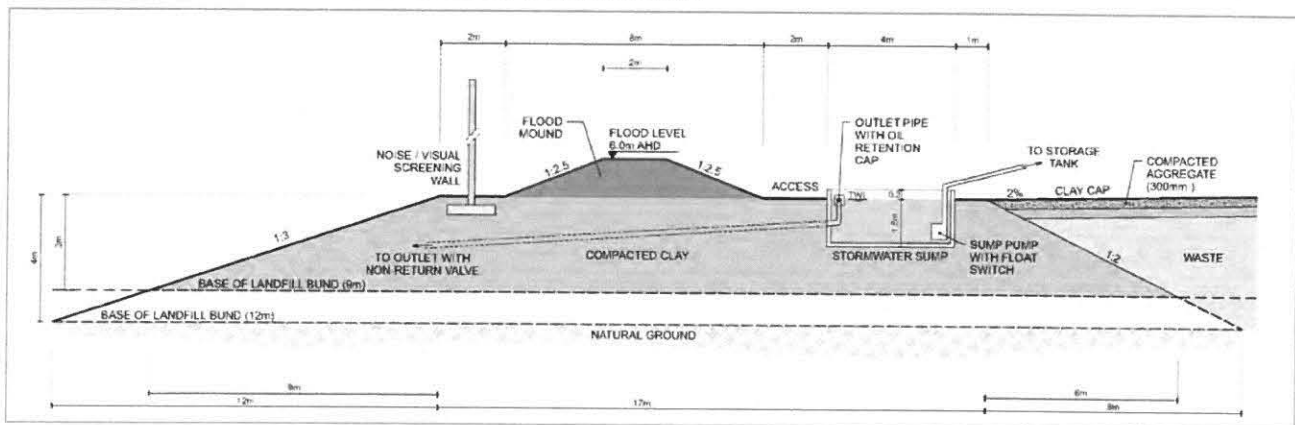 2m
8m
2m
4m
1m
2m
FLOOD
MOUND
FLOOD LEVEL
6.0m AHD
OUTLET PIPE
WITH OIL
RETENTION
CAP
TO STORAGE
TANK
COMPACTED
AGGREGATE
(300mm)
NOISE / VISUAL
SCREENING
WALL
1:2.5
1:2.5
ACCESS
TWL
2%
CLAY CAP
4m
3m
1:3
1.8m
TO OUTLET WITH
NON-RETURN VALVE
COMPACTED CLAY
STORMWATER SUMP
SUMP PUMP
WITH FLOAT
SWITCH
1:2
WASTE
BASE OF LANDFILL BUND (9m)
BASE OF LANDFILL BUND (12m)
NATURAL GROUND
9m
6m
12m
17m
8m